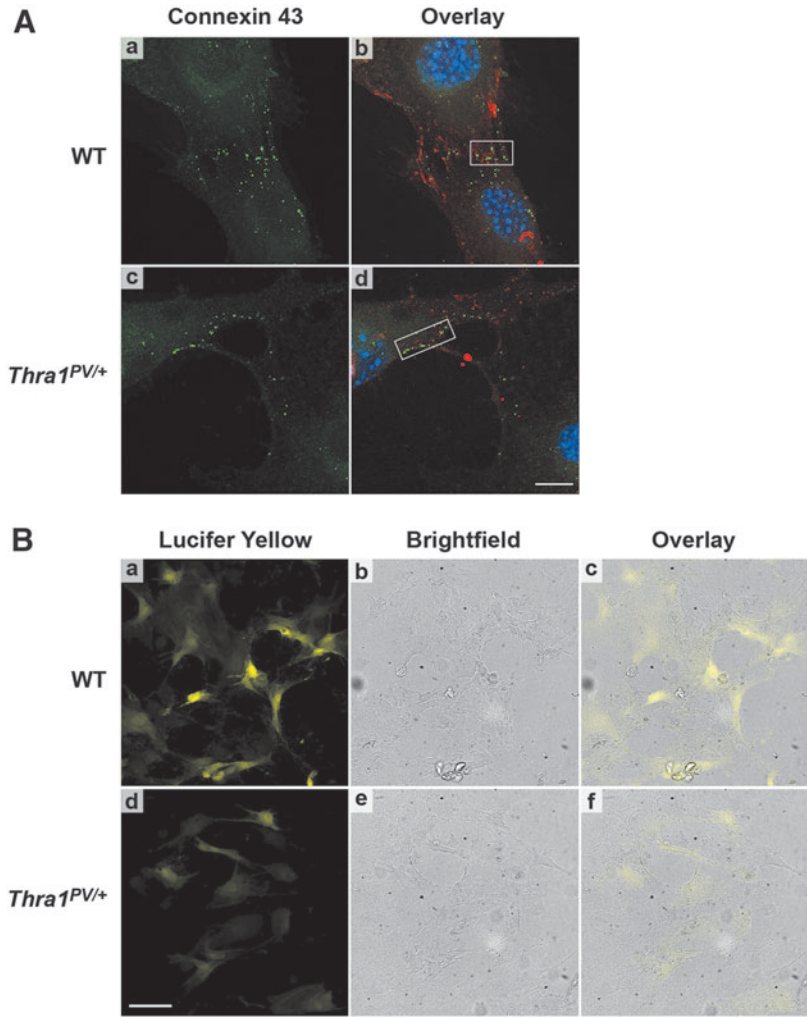 A
Connexin 43
Overlay
WT
a
b
Thra1PV/+
c
d
B
Lucifer Yellow
Brightfield
Overlay
WT
a
b
c
Thra1PV/+
d
e
f